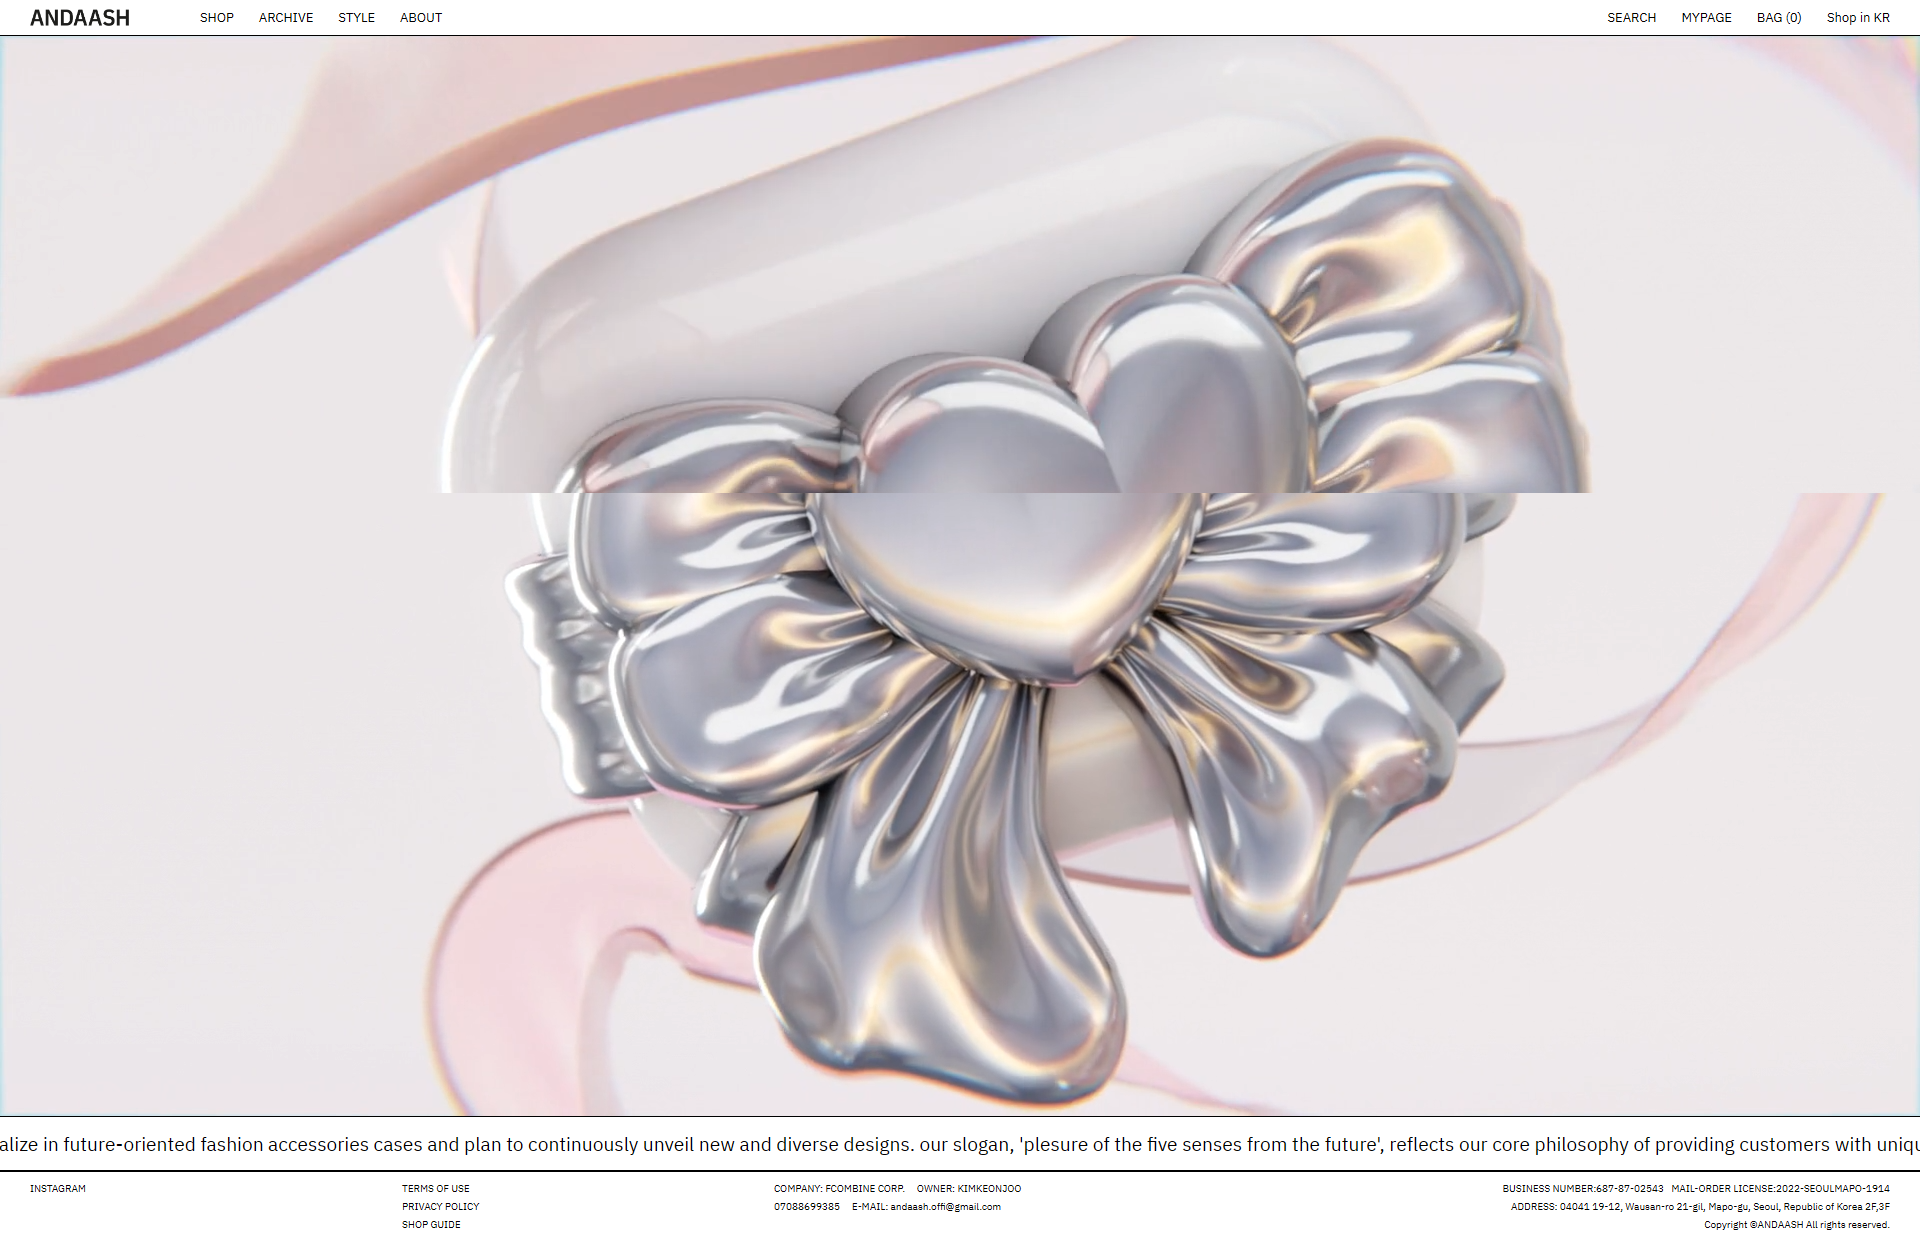 ANDAASH SHOP ARCHIVE STYLE ABOUT SEARCH MYPAGE BAG (0) Shop in KR
alize in future-oriented fashion accessories cases and plan to continuously unveil new and diverse designs. our slogan, 'plesure of the five senses from the future', reflects our core philosophy of providing customers with uniqu
INSTAGRAM
TERMS OF USE
PRIVACY POLICY
SHOP GUIDE
COMPANY: FCOMBINE CORP. OWNER: KIMKEONJOO
07088699385 E-MAIL: andaash.offi@gmail.com
BUSINESS NUMBER:687-87-02543 MAIL-ORDER LICENSE:2022-SEOULMAPO-1914
ADDRESS: 04041 19-12, Wausan-ro 21-gil, Mapo-gu, Seoul, Republic of Korea 2F,3F
Copyright ©ANDAASH All rights reserved.